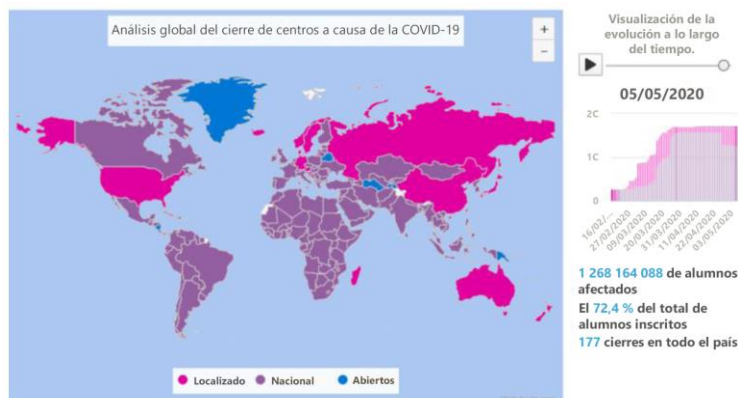 Análisis global del cierre de centros a causa de la COVID-19
+
−
Localizado
Nacional
Abiertos
Visualización de la
evolución a lo largo
del tiempo.
05/05/2020
2C
1C
0
16/02/...
27/02/2020
09/03/2020
20/03/2020
31/03/2020
11/04/2020
22/04/2020
03/05/2020
1 268 164 088 de alumnos
afectados
El 72,4 % del total de
alumnos inscritos
177 cierres en todo el país